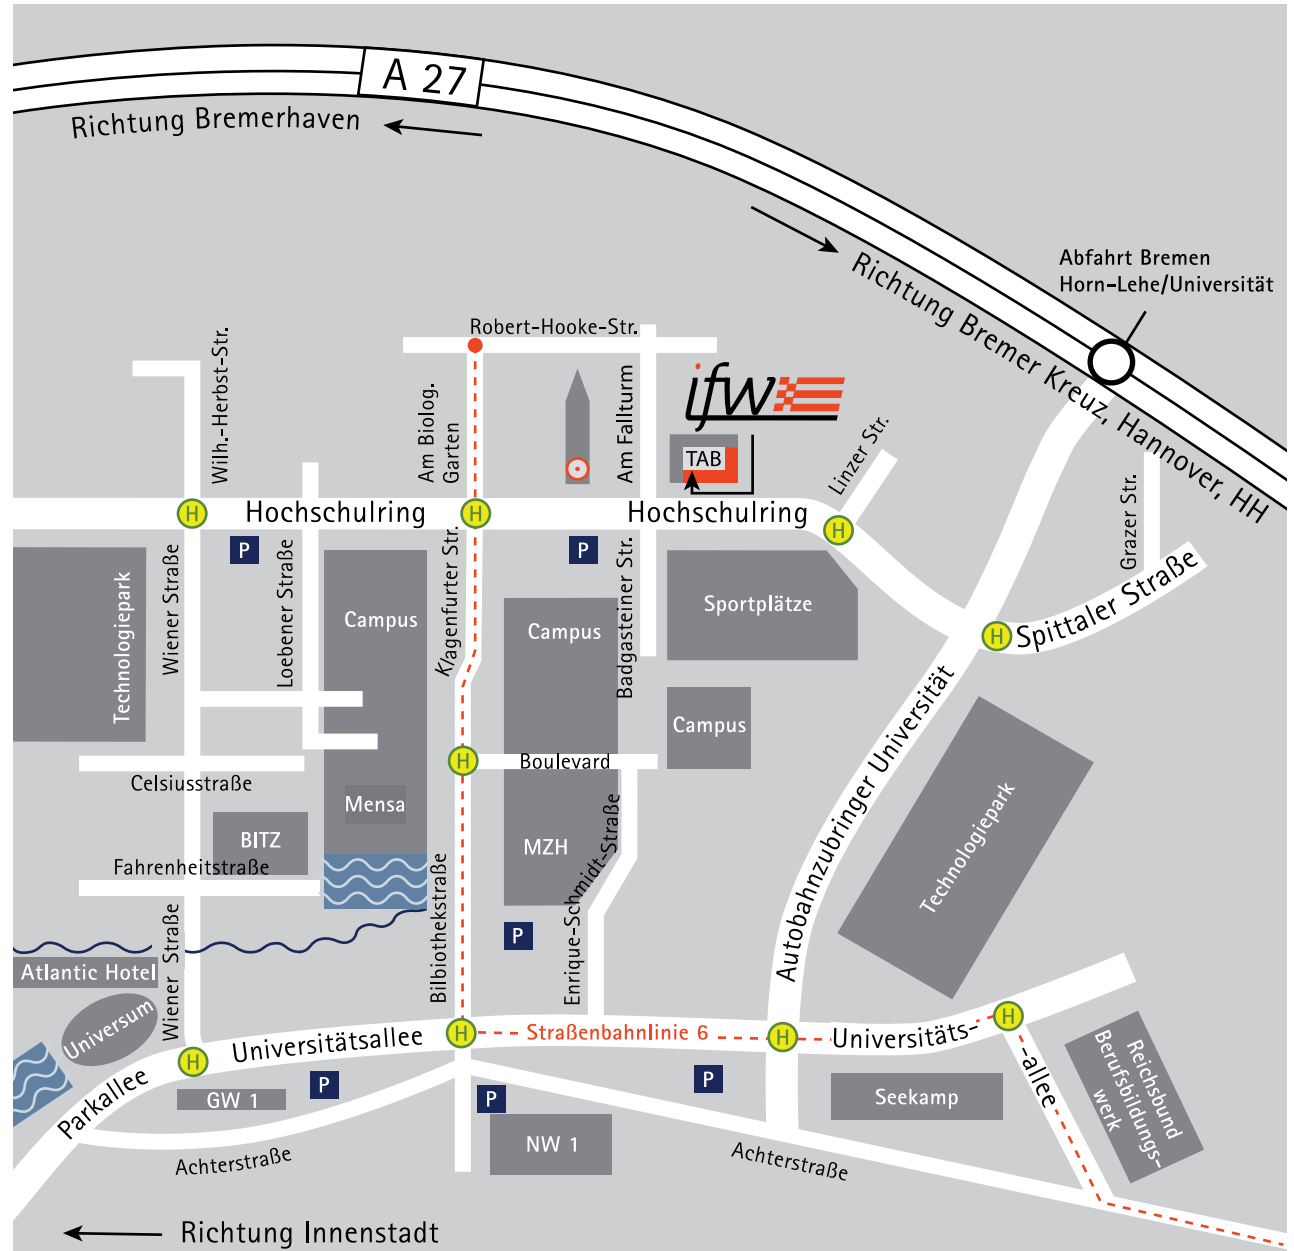 A 27
Richtung Bremerhaven
Richtung Bremer Kreuz, Hannover, HH
Abfahrt Bremen
Horn-Lehe/Universität
Robert-Hooke-Str.
Wilh.-Herbst-Str.
Am Biolog.
Garten
Am Fallturm
ifw
TAB
Linzer Str.
Grazer Str.
H
Hochschulring
H
Hochschulring
H
P
P
Wiener Straße
Loebener Straße
Klagenfurter Str.
Badgasteiner Str.
Technologiepark
Campus
Campus
Sportplätze
H
Spittaler Straße
Campus
Autobahnzubringer Universität
Celsiusstraße
H
Boulevard
Mensa
BITZ
MZH
Technologiepark
Fahrenheitstraße
Enrique-Schmidt-Straße
Bilbiothekstraße
P
Wiener Straße
Atlantic Hotel
Universum
H
Universitätsallee
H
Straßenbahnlinie 6
H
Universitäts-
H
-allee
Reichsbund
Berufsbildungs-
werk
Parkallee
GW 1
P
P
P
Seekamp
NW 1
Achterstraße
Achterstraße
Richtung Innenstadt